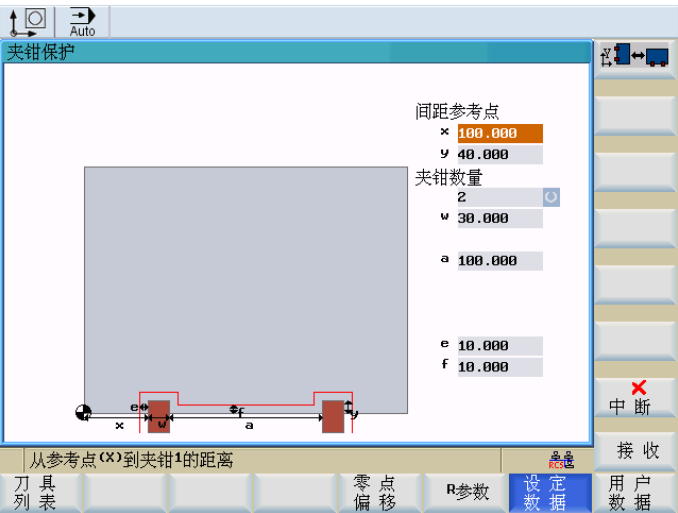 Auto
夹钳保护
间距参考点
x 100.000
y 40.000
夹钳数量
2
w 30.000
a 100.000
e 10.000
f 10.000
e
f
y
x
w
a
中断
接收
从参考点(X)到夹钳1的距离
RCS
刀具
列表
零点
偏移
R参数
设定
数据
用户
数据